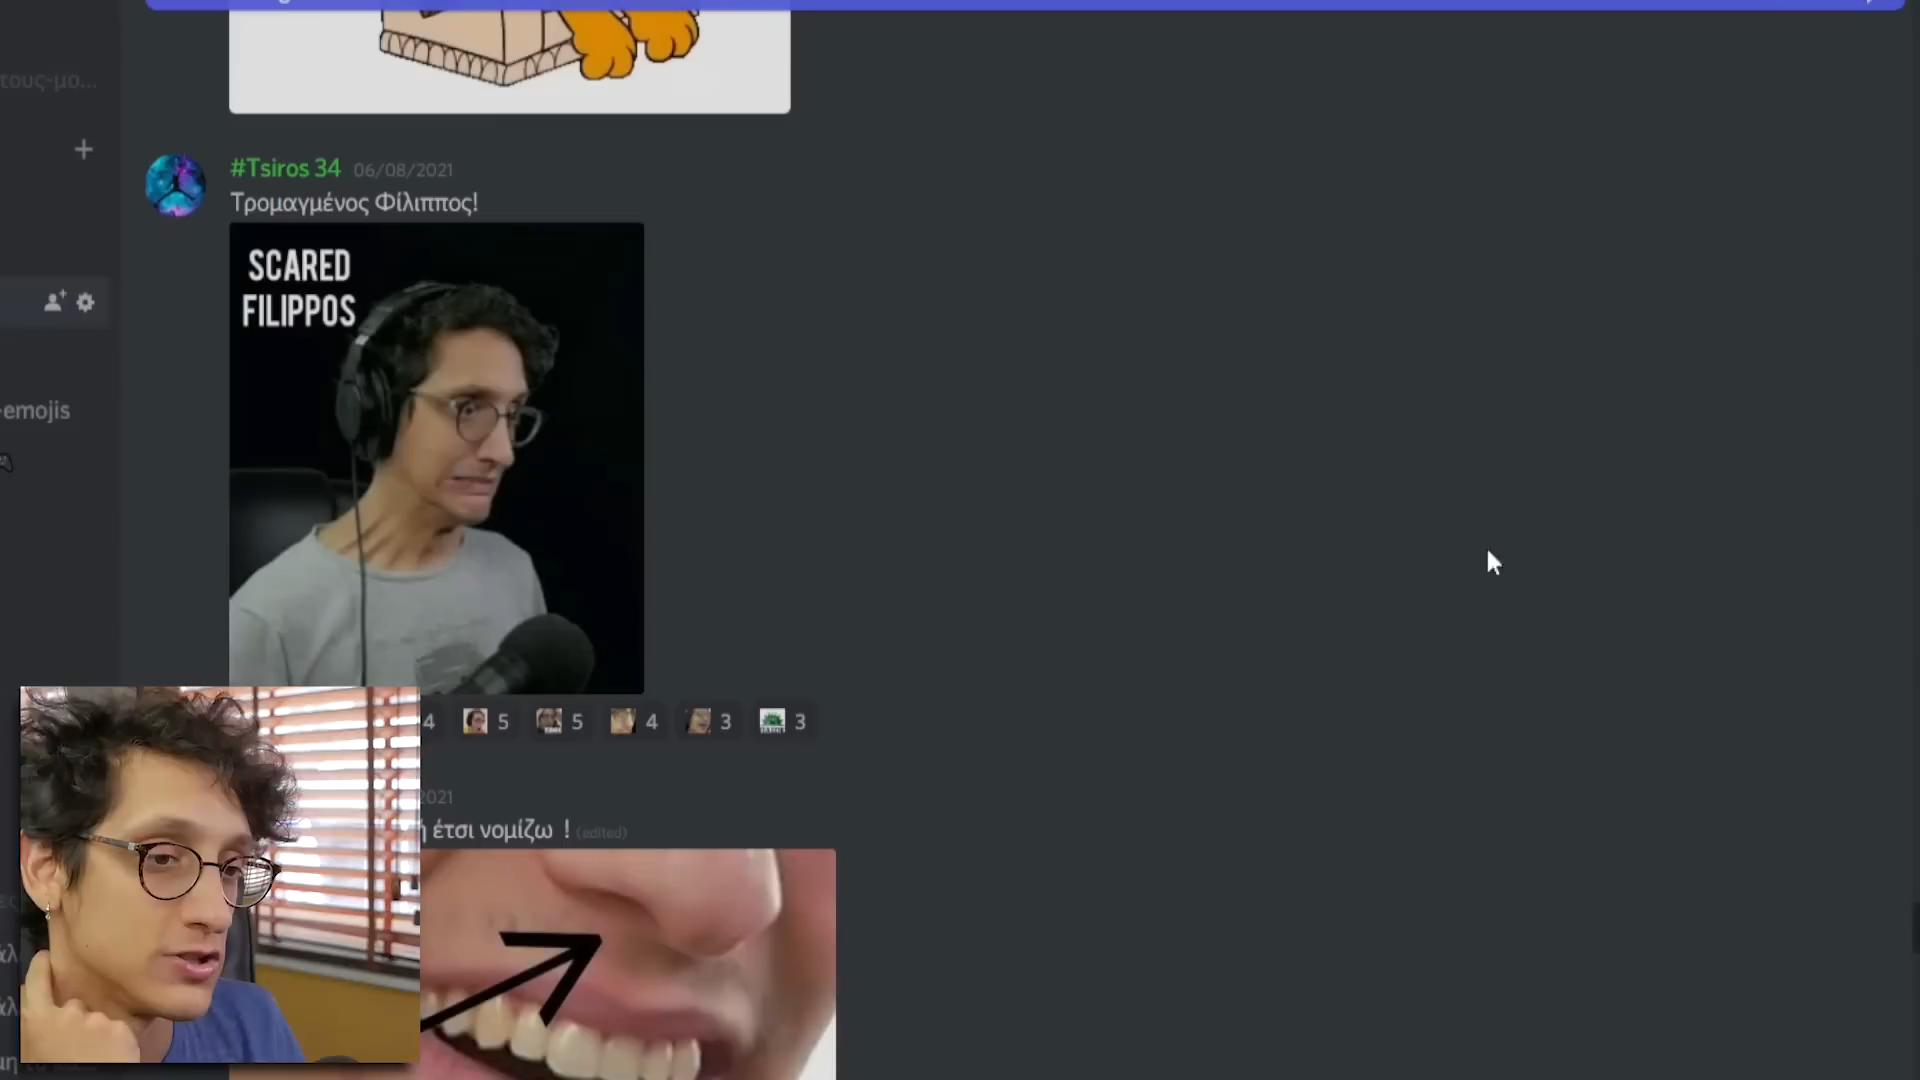 τους-μο...
#Tsiros 34 06/08/2021
Τρομαγμένος Φίλιππος!
SCARED
FILIPPOS
-emojis
4 5 5 4 3 3
2021
ή έτσι νομίζω ! (edited)